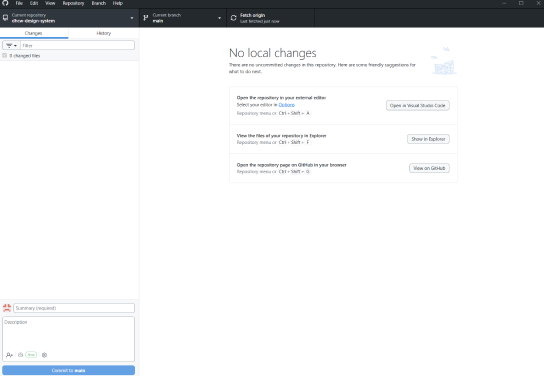 File Edit View Repository Branch Help
Current repository
dhcw-design-system
Current branch
main
Fetch origin
Last fetched just now
Changes
History
Filter
0 changed files
No local changes
There are no uncommitted changes in this repository. Here are some friendly suggestions for
what to do next.
Open the repository in your external editor
Select your editor in Options
Repository menu or Ctrl + Shift + A
Open in Visual Studio Code
View the files of your repository in Explorer
Repository menu or Ctrl + Shift + F
Show in Explorer
Open the repository page on GitHub in your browser
Repository menu or Ctrl + Shift + G
View on GitHub
Summary (required)
Description
Commit to main